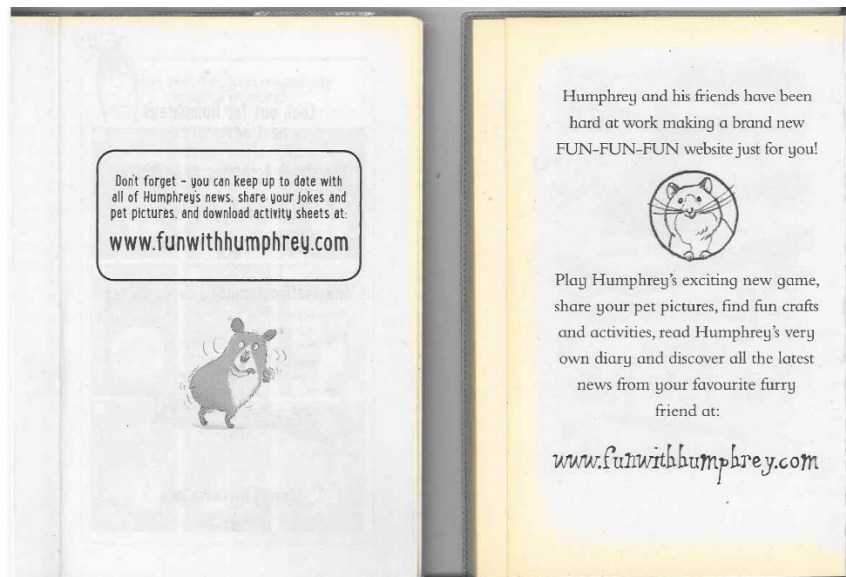 Don't forget - you can keep up to date with
all of Humphrey's news, share your jokes and
pet pictures, and download activity sheets at:
www.funwithhumphrey.com
Humphrey and his friends have been
hard at work making a brand new
FUN-FUN-FUN website just for you!
Play Humphrey's exciting new game,
share your pet pictures, find fun crafts
and activities, read Humphrey's very
own diary and discover all the latest
news from your favourite furry
friend at:
www.funwithhumphrey.com